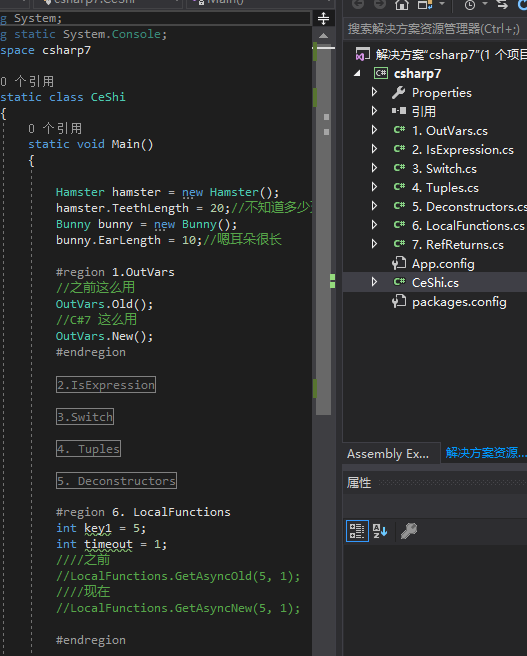 csharp7.CeShi
Main()
g System;
g static System.Console;
space csharp7
0 个引用
static class CeShi
{
0 个引用
static void Main()
{
Hamster hamster = new Hamster();
hamster.TeethLength = 20;//不知道多少
Bunny bunny = new Bunny();
bunny.EarLength = 10;//嗯耳朵很长
#region 1.OutVars
//之前这么用
OutVars.Old();
//C#7 这么用
OutVars.New();
#endregion
2.IsExpression
3.Switch
4. Tuples
5. Deconstructors
#region 6. LocalFunctions
int key1 = 5;
int timeout = 1;
////之前
//LocalFunctions.GetAsyncOld(5, 1);
////现在
//LocalFunctions.GetAsyncNew(5, 1);
#endregion
搜索解决方案资源管理器(Ctrl+;)
解决方案"csharp7"(1 个项目
C# csharp7
Properties
引用
C# 1. OutVars.cs
C# 2. IsExpression.cs
C# 3. Switch.cs
C# 4. Tuples.cs
C# 5. Deconstructors.cs
C# 6. LocalFunctions.cs
C# 7. RefReturns.cs
App.config
C# CeShi.cs
packages.config
Assembly Ex... 解决方案资源...
属性